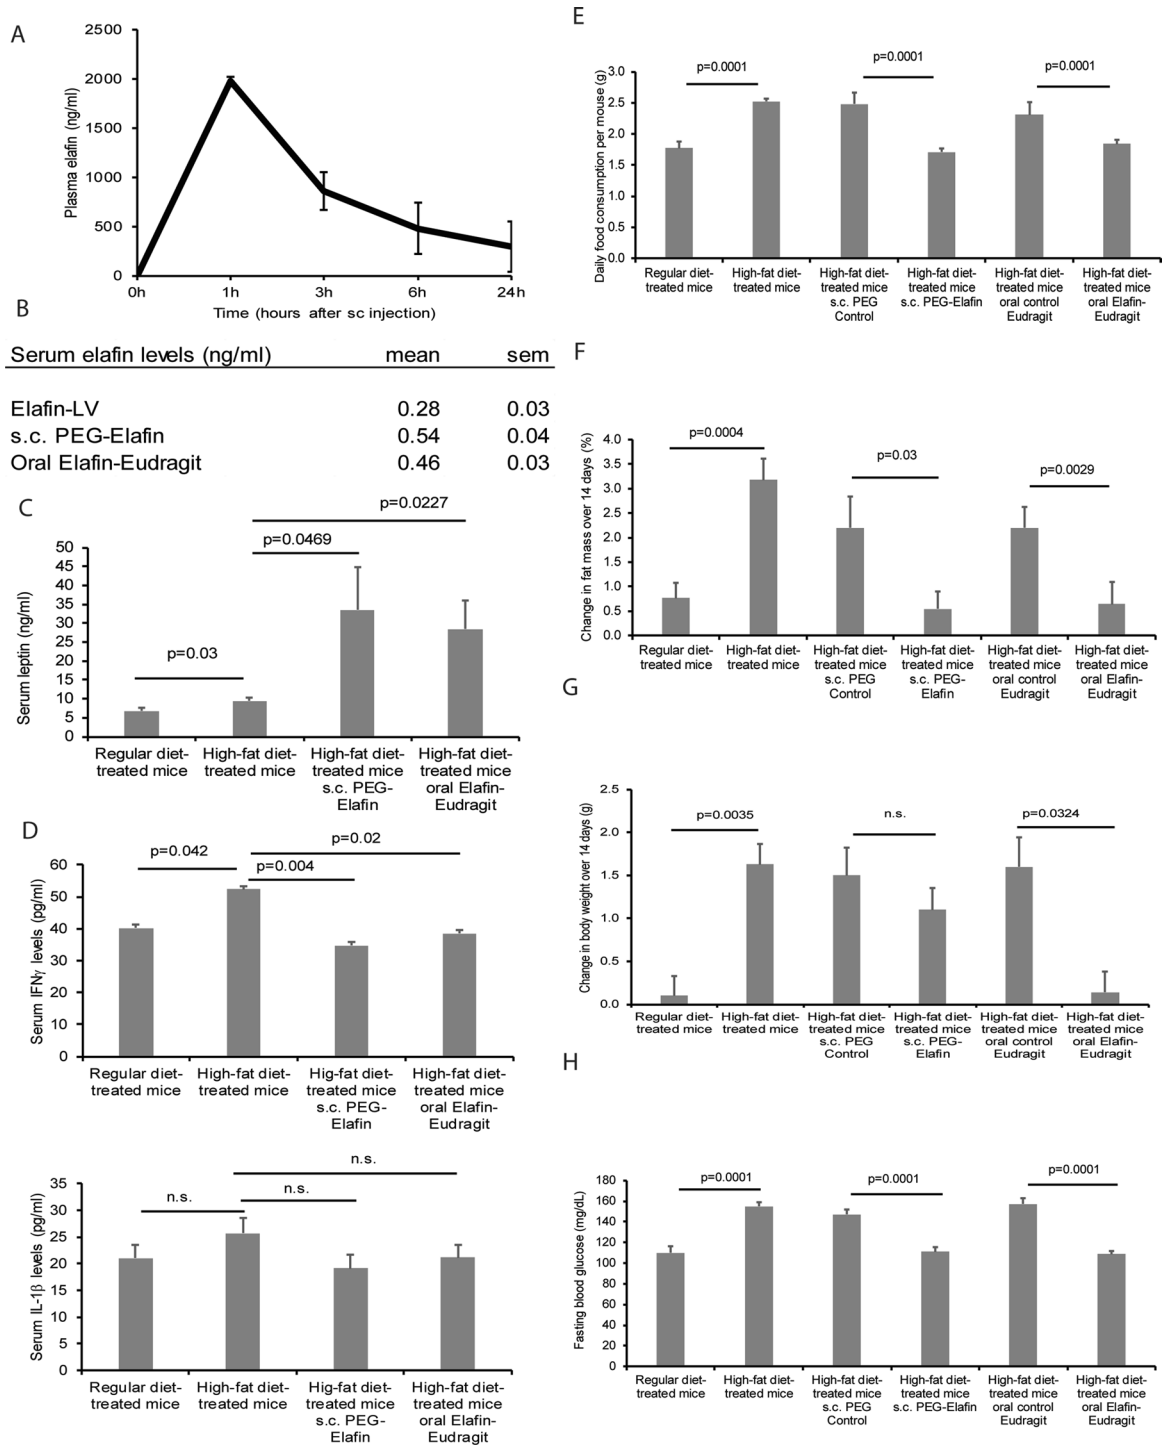 A
Plasma elafin (ng/ml)
2500
2000
1500
1000
500
0
0h 1h 3h 6h 24h
Time (hours after sc injection)
B
Serum elafin levels (ng/ml) mean sem
Elafin-LV 0.28 0.03
s.c. PEG-Elafin 0.54 0.04
Oral Elafin-Eudragit 0.46 0.03
C
Serum leptin (ng/ml)
p=0.0227
p=0.0469
p=0.03
50
45
40
35
30
25
20
15
10
5
0
Regular diet- High-fat diet- High-fat diet- High-fat diet-
treated mice treated mice treated mice treated mice
s.c. PEG- oral Elafin-
Elafin Eudragit
D
Serum IFNγ levels (pg/ml)
p=0.02
p=0.042
p=0.004
60
50
40
30
20
10
0
Regular diet- High-fat diet- Hig-fat diet- High-fat diet-
treated mice treated mice treated mice treated mice
s.c. PEG- oral Elafin-
Elafin Eudragit
Serum IL-1β levels (pg/ml)
n.s.
n.s. n.s.
35
30
25
20
15
10
5
0
Regular diet- High-fat diet- Hig-fat diet- High-fat diet-
treated mice treated mice treated mice treated mice
s.c. PEG- oral Elafin-
Elafin Eudragit
E
Daily food consumption per mouse (g)
p=0.0001 p=0.0001 p=0.0001
3.0
2.5
2.0
1.5
1.0
0.5
0.0
Regular diet- High-fat diet- High-fat diet- High-fat diet- High-fat diet- High-fat diet-
treated mice treated mice treated mice treated mice treated mice treated mice
s.c. PEG s.c. PEG-Elafin oral control oral Elafin-
Control Eudragit Eudragit
F
Change in fat mass over 14 days (%)
p=0.0004 p=0.03 p=0.0029
4.0
3.5
3.0
2.5
2.0
1.5
1.0
0.5
0.0
Regular diet- High-fat diet- High-fat diet- High-fat diet- High-fat diet- High-fat diet-
treated mice treated mice treated mice treated mice treated mice treated mice
s.c. PEG s.c. PEG- oral control oral Elafin-
Control Elafin Eudragit Eudragit
G
Change in body weight over 14 days (g)
p=0.0035 n.s. p=0.0324
2.5
2.0
1.5
1.0
0.5
0.0
Regular diet- High-fat diet- High-fat diet- High-fat diet- High-fat diet- High-fat diet-
treated mice treated mice treated mice treated mice treated mice treated mice
s.c. PEG s.c. PEG- oral control oral Elafin-
Control Elafin Eudragit Eudragit
H
Fasting blood glucose (mg/dL)
p=0.0001 p=0.0001 p=0.0001
180
160
140
120
100
80
60
40
20
0
Regular diet- High-fat diet- High-fat diet- High-fat diet- High-fat diet- High-fat diet-
treated mice treated mice treated mice treated mice treated mice treated mice
s.c. PEG s.c. PEG-Elafin oral control oral Elafin-
Control Eudragit Eudragit